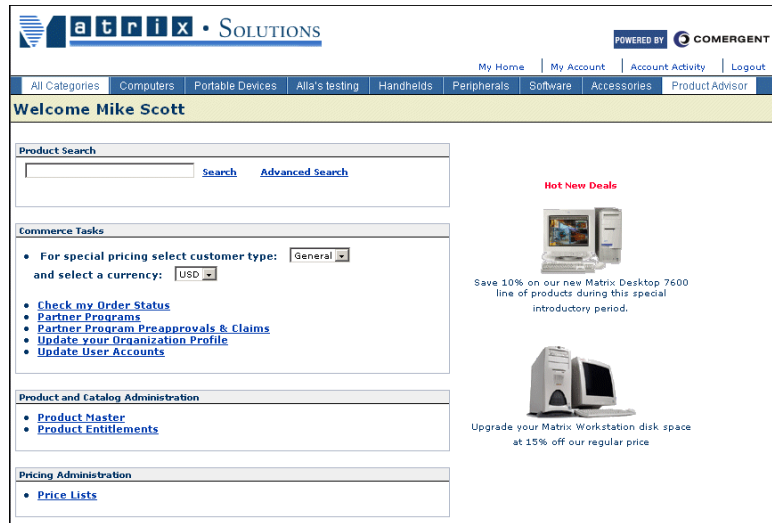 Matrix • SOLUTIONS
POWERED BY COMERGENT
My Home My Account Account Activity Logout
All Categories Computers Portable Devices Alla's testing Handhelds Peripherals Software Accessories Product Advisor
Welcome Mike Scott
Product Search
Search Advanced Search
Hot New Deals
Commerce Tasks
• For special pricing select customer type: General
and select a currency: USD
Save 10% on our new Matrix Desktop 7600
line of products during this special
introductory period.
• Check my Order Status
• Partner Programs
• Partner Program Preapprovals & Claims
• Update your Organization Profile
• Update User Accounts
Product and Catalog Administration
• Product Master
• Product Entitlements
Upgrade your Matrix Workstation disk space
at 15% off our regular price
Pricing Administration
• Price Lists